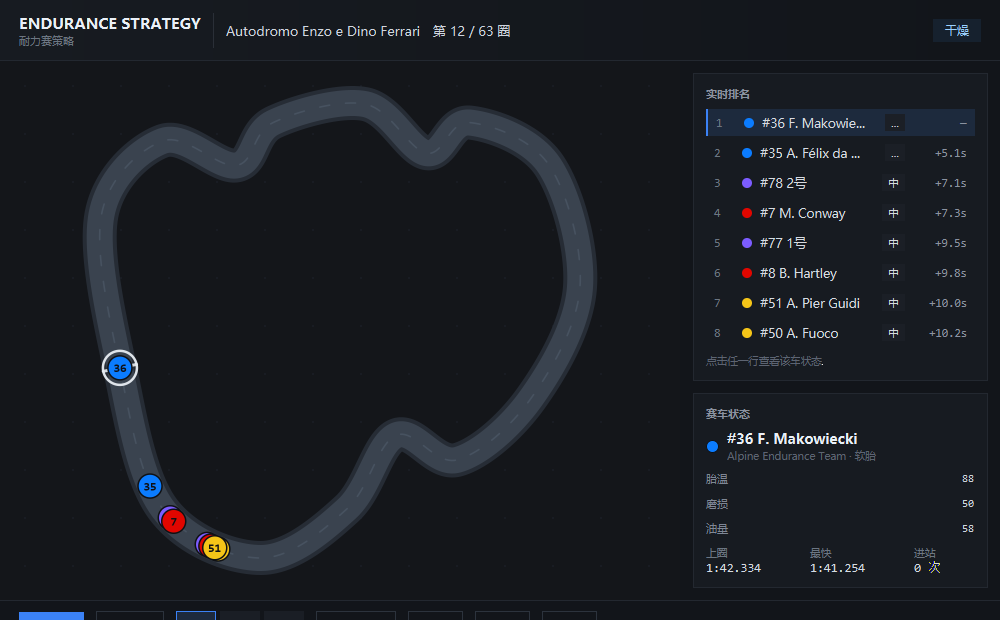 ENDURANCE STRATEGY
耐力赛策略
Autodromo Enzo e Dino Ferrari 第 12 / 63 圈
干燥
36
35
7
51
实时排名
1 #36 F. Makowie... ... —
2 #35 A. Félix da ... ... +5.1s
3 #78 2号 中 +7.1s
4 #7 M. Conway 中 +7.3s
5 #77 1号 中 +9.5s
6 #8 B. Hartley 中 +9.8s
7 #51 A. Pier Guidi 中 +10.0s
8 #50 A. Fuoco 中 +10.2s
点击任一行查看该车状态.
赛车状态
#36 F. Makowiecki
Alpine Endurance Team · 软胎
胎温 88
磨损 50
油量 58
上圈 最快 进站
1:42.334 1:41.254 0 次